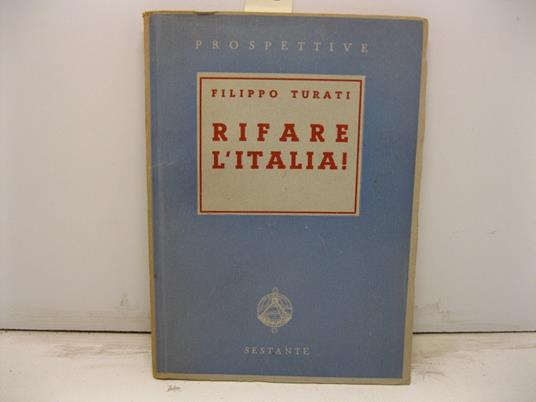 PROSPETTIVE
FILIPPO TURATI
RIFARE
L'ITALIA!
SESTANTE